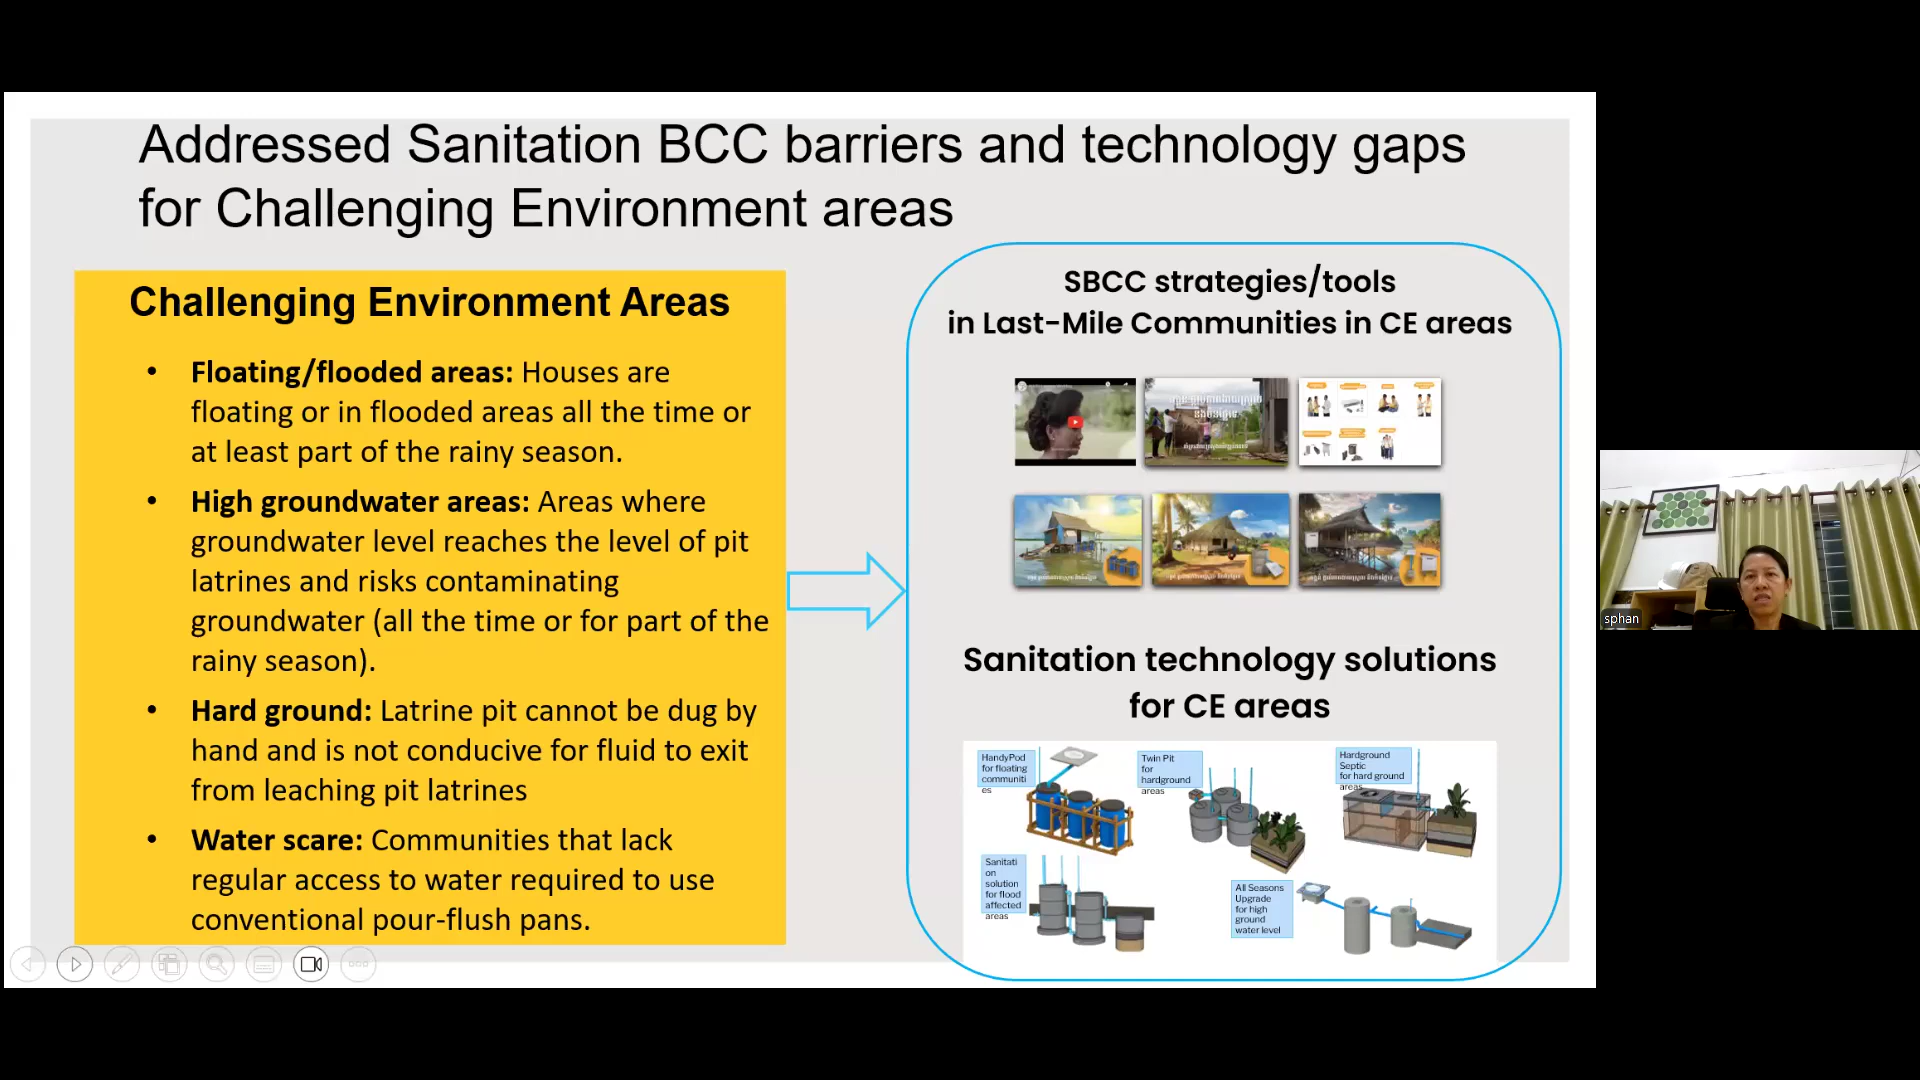 Addressed Sanitation BCC barriers and technology gaps
for Challenging Environment areas
Challenging Environment Areas
• Floating/flooded areas: Houses are
floating or in flooded areas all the time or
at least part of the rainy season.
• High groundwater areas: Areas where
groundwater level reaches the level of pit
latrines and risks contaminating
groundwater (all the time or for part of the
rainy season).
• Hard ground: Latrine pit cannot be dug by
hand and is not conducive for fluid to exit
from leaching pit latrines
• Water scare: Communities that lack
regular access to water required to use
conventional pour-flush pans.
SBCC strategies/tools
in Last-Mile Communities in CE areas
Sanitation technology solutions
for CE areas
HandyPod
for floating
communiti
es
Twin Pit
for
hardground
areas
Hardground
Septic
for hard ground
areas
Sanitati
on
solution
for flood
affected
areas
All Seasons
Upgrade
for high
ground
water level
sphan